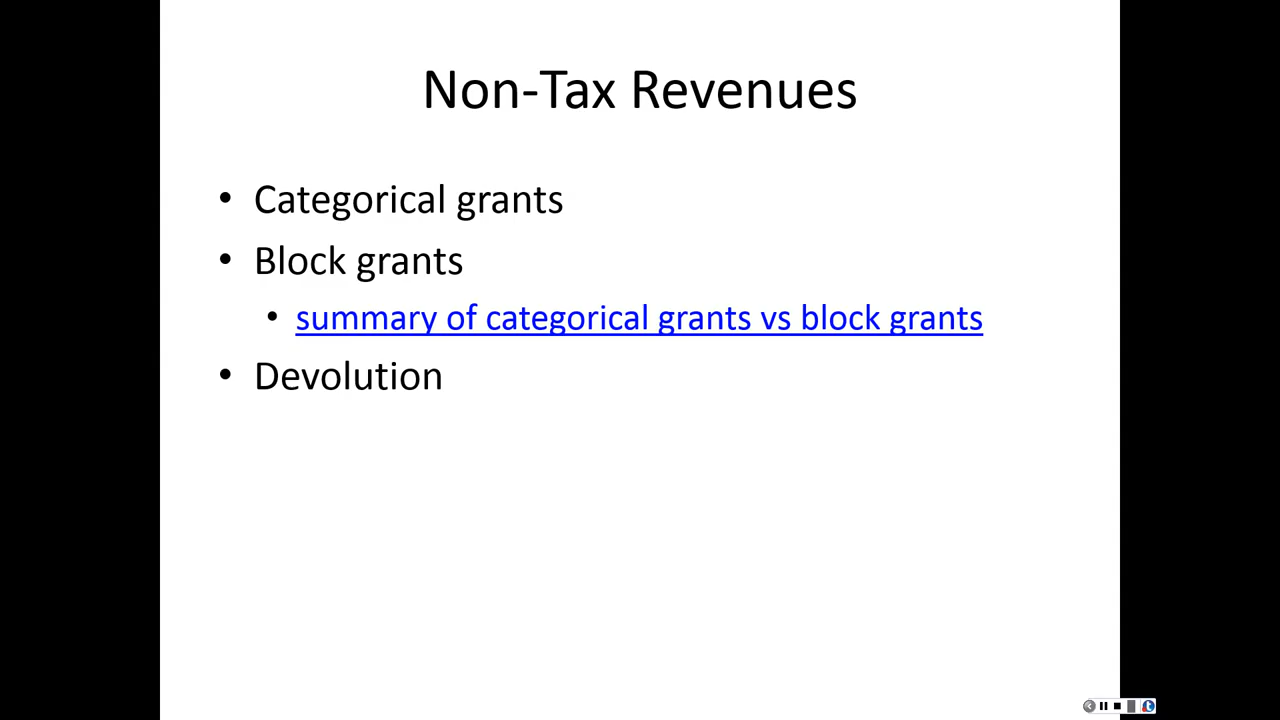 Non-Tax Revenues
• Categorical grants
• Block grants
• summary of categorical grants vs block grants
• Devolution